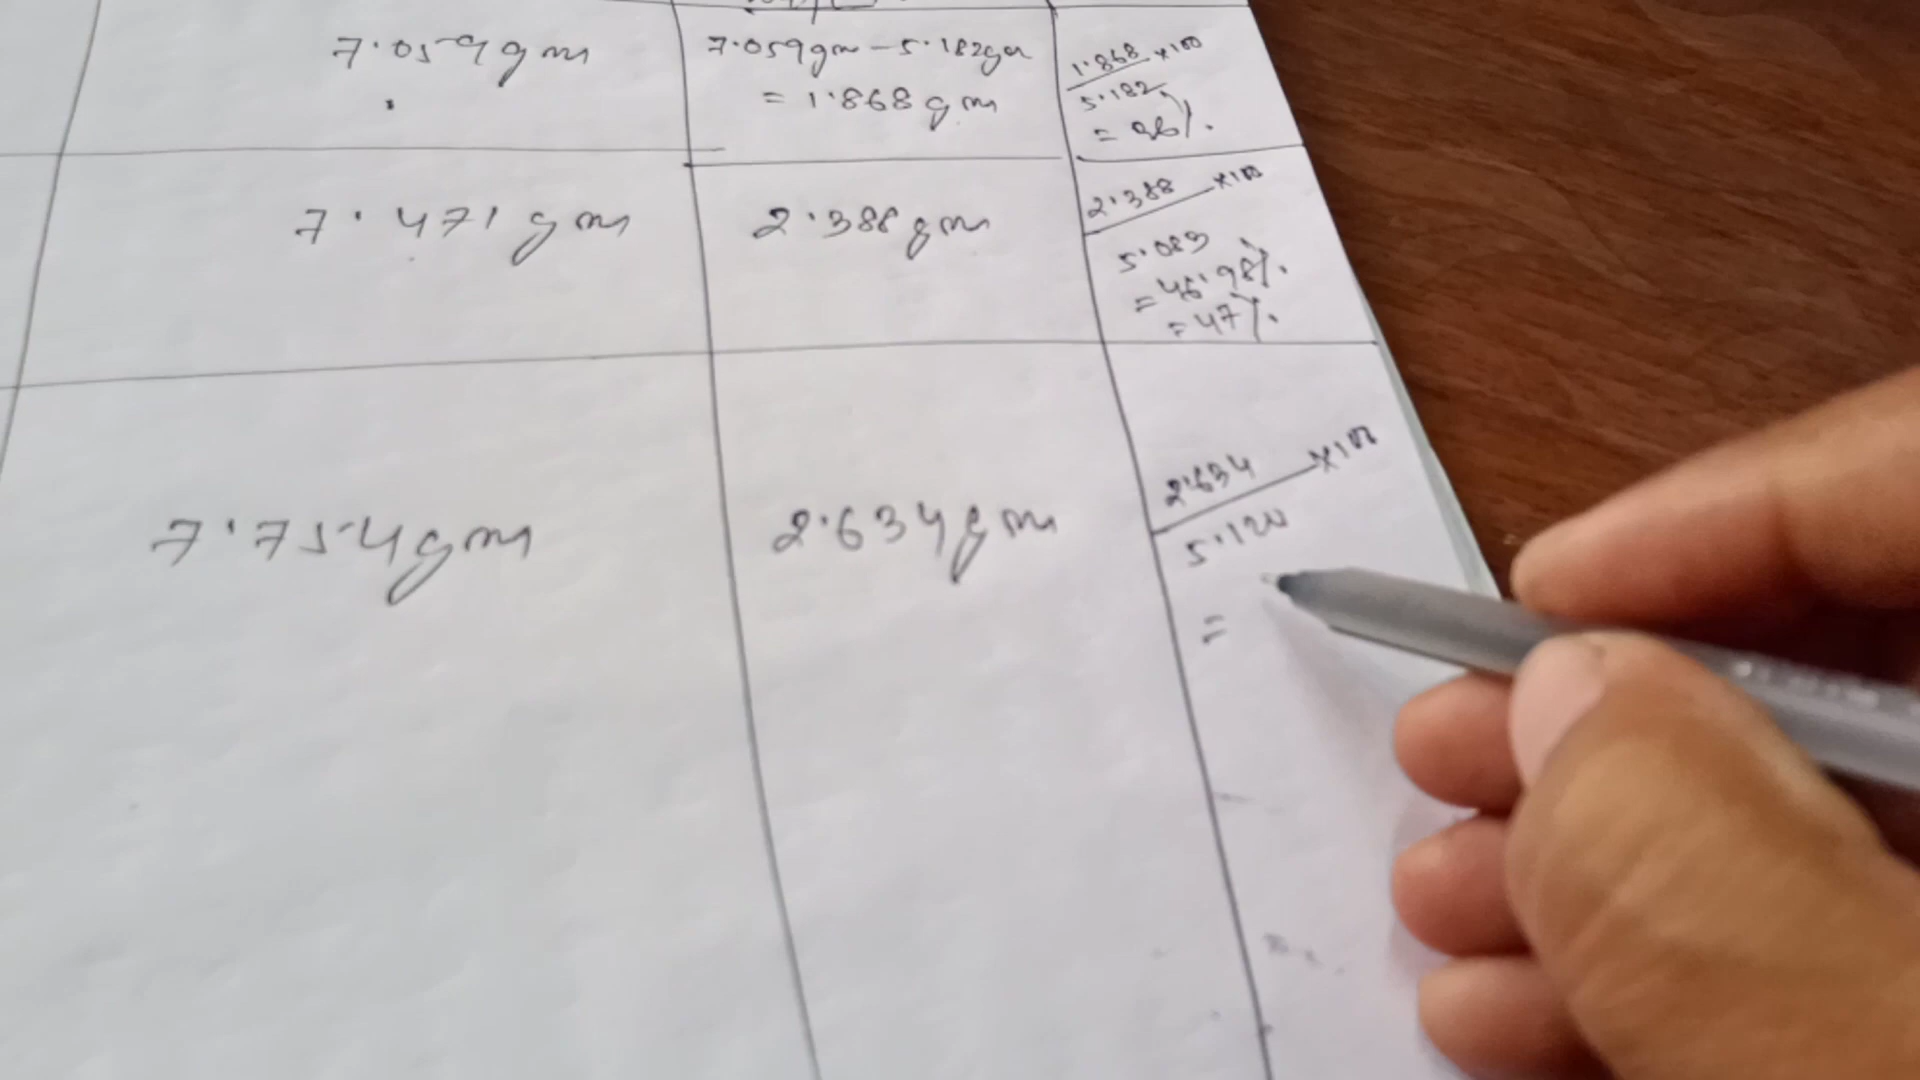 7.059gm
7.059gm - 5.182gm
= 1.868gm
1.868 ×100
5.182
= 36%.
7.471gm
2.388gm
2.388 ×100
5.083
= 46.98%.
= 47%.
7.754gm
2.634gm
2.634 ×100
5.120
=